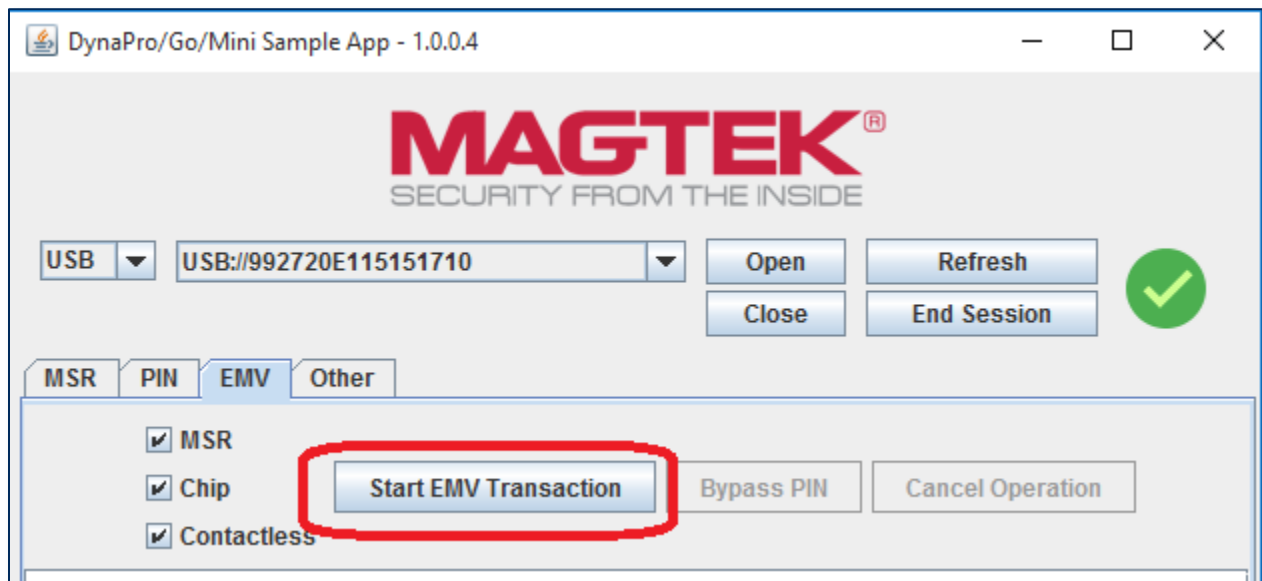 DynaPro/Go/Mini Sample App - 1.0.0.4
MAGTEK®
SECURITY FROM THE INSIDE
USB USB://992720E115151710 Open Refresh
Close End Session
MSR PIN EMV Other
MSR
Chip Start EMV Transaction Bypass PIN Cancel Operation
Contactless